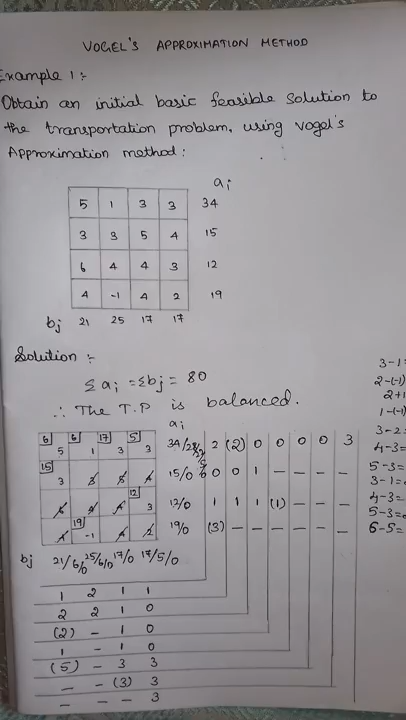 VOGEL'S APPROXIMATION METHOD
Example 1 :-
Obtain an initial basic feasible solution to
the transportation problem, using Vogel's
Approximation method :
ai
5 1 3 3 34
3 3 5 4 15
6 4 4 3 12
4 -1 4 2 19
bj 21 25 17 17
Solution :-
Σai = Σbj = 80
∴ The T.P is balanced.
ai
6 6 17 5
5 1 3 3 34/28/ 2 (2) 0 0 0 0 3
15
3 3 5 4 15/0 0 0 1 - - - -
12
6 4 4 3 12/0 1 1 1 (1) - - -
19
4 -1 4 2 19/0 (3) - - - - - -
bj 21/6/0 25/6/0 17/0 17/5/0
1 2 1 1
2 2 1 0
(2) - 1 0
1 - 1 0
(5) - 3 3
- - (3) 3
- - - 3
3-1=
2-(-1)
2+1
1-(-1)
3-2=
4-3=
5-3=
3-1=
4-3=
5-3=
6-5=